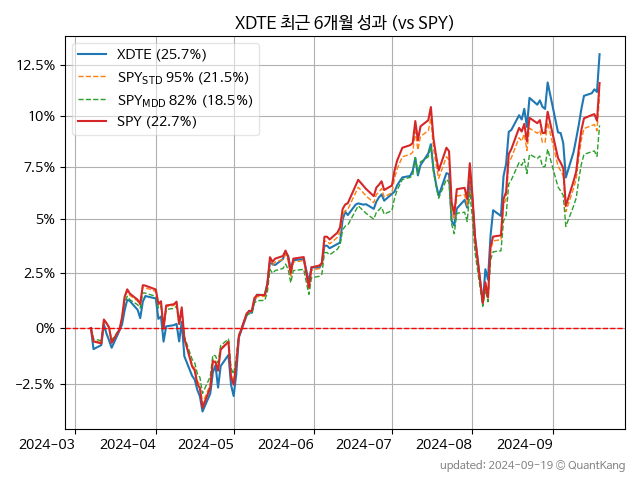 XDTE 최근 6개월 성과 (vs SPY)
XDTE (25.7%)
SPY_STD 95% (21.5%)
SPY_MDD 82% (18.5%)
SPY (22.7%)
12.5%
10%
7.5%
5%
2.5%
0%
−2.5%
2024-03 2024-04 2024-05 2024-06 2024-07 2024-08 2024-09
updated: 2024-09-19 © QuantKang